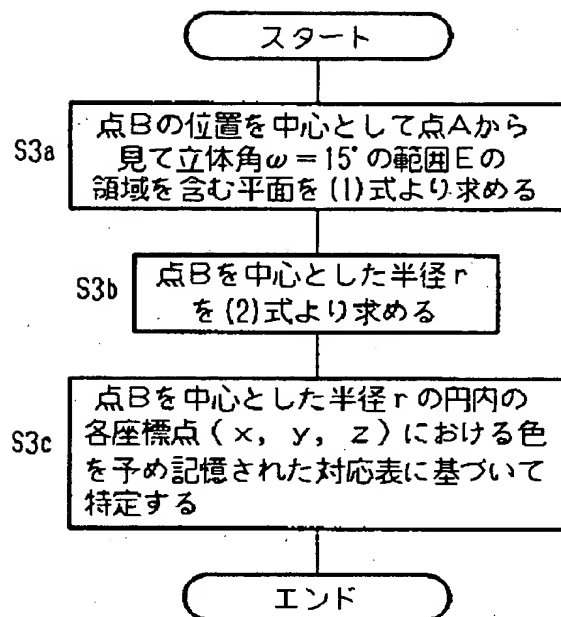 スタート
S3a
点Bの位置を中心として点Aから
見て立体角ω=15°の範囲Eの
領域を含む平面を(1)式より求める
S3b
点Bを中心とした半径r
を(2)式より求める
S3c
点Bを中心とした半径rの円内の
各座標点(x, y, z)における色
を予め記憶された対応表に基づいて
特定する
エンド